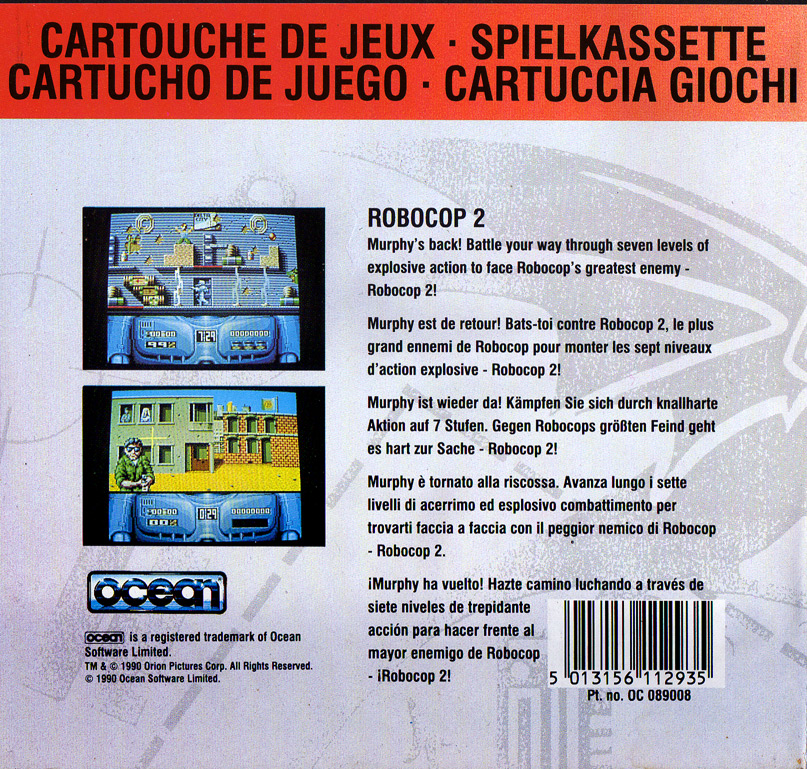 CARTOUCHE DE JEUX · SPIELKASSETTE
CARTUCHO DE JUEGO · CARTUCCIA GIOCHI
ROBOCOP 2
Murphy's back! Battle your way through seven levels of
explosive action to face Robocop's greatest enemy -
Robocop 2!
Murphy est de retour! Bats-toi contre Robocop 2, le plus
grand ennemi de Robocop pour monter les sept niveaux
d'action explosive - Robocop 2!
Murphy ist wieder da! Kämpfen Sie sich durch knallharte
Aktion auf 7 Stufen. Gegen Robocops größten Feind geht
es hart zur Sache - Robocop 2!
Murphy è tornato alla riscossa. Avanza lungo i sette
livelli di acerrimo ed esplosivo combattimento per
trovarti faccia a faccia con il peggior nemico di Robocop
- Robocop 2.
¡Murphy ha vuelto! Hazte camino luchando a través de
siete niveles de trepidante
acción para hacer frente al
mayor enemigo de Robocop
- ¡Robocop 2!
5 013156 112935
Pt. no. OC 089008
DELTA
CITY
7:29
99%
0:29
00%
ocean
ocean is a registered trademark of Ocean
Software Limited.
TM & © 1990 Orion Pictures Corp. All Rights Reserved.
© 1990 Ocean Software Limited.